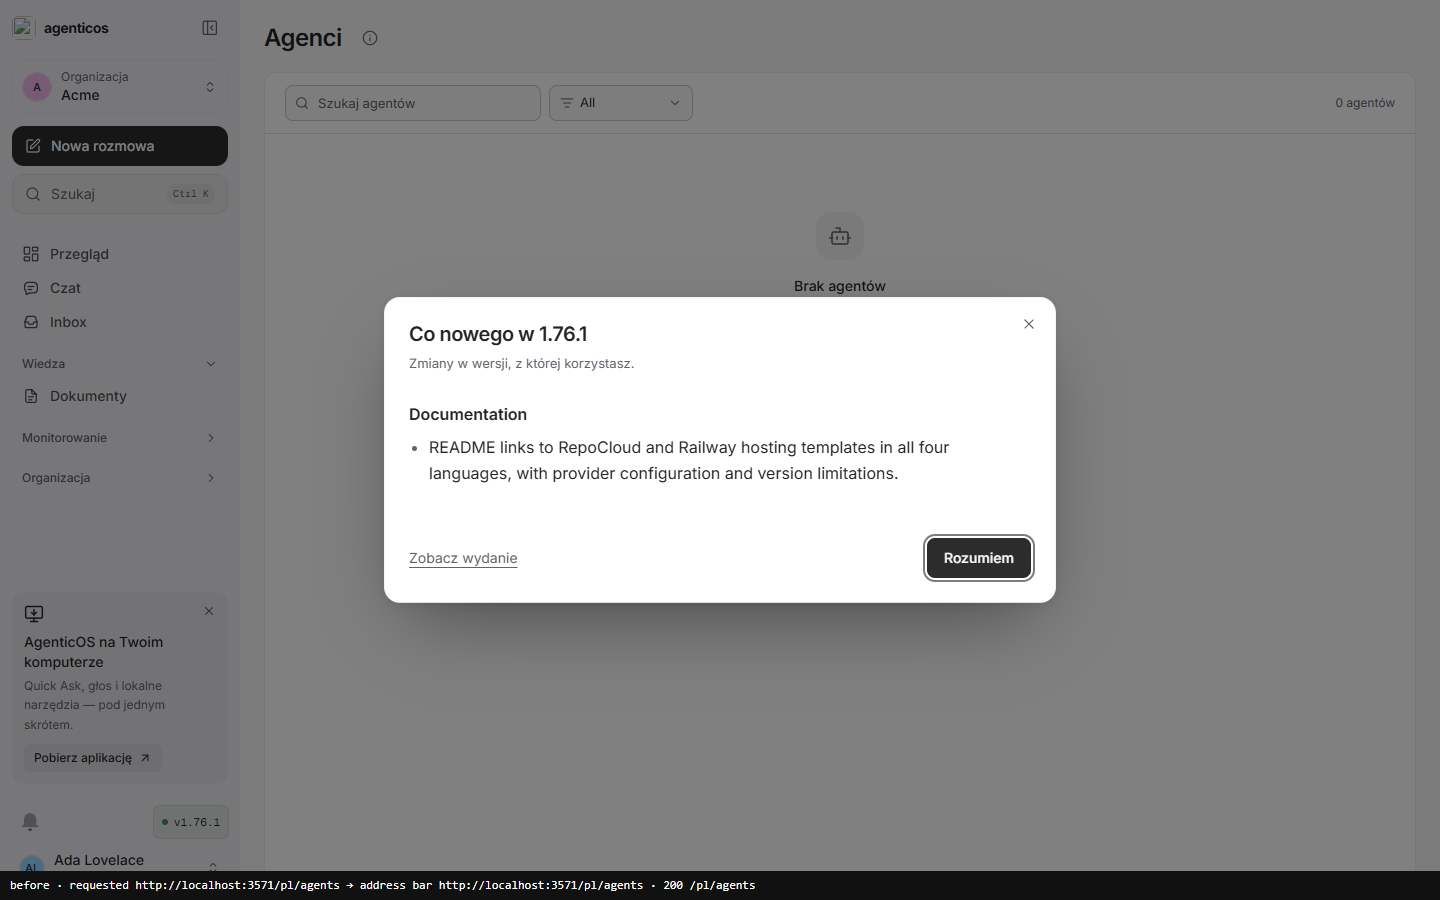 agenticos
A
Organizacja
Acme
Nowa rozmowa
Szukaj
Ctrl K
Przegląd
Czat
Inbox
Wiedza
Dokumenty
Monitorowanie
Organizacja
AgenticOS na Twoim
komputerze
Quick Ask, głos i lokalne
narzędzia — pod jednym
skrótem.
Pobierz aplikację
v1.76.1
AL
Ada Lovelace
Agenci
Szukaj agentów
All
0 agentów
Brak agentów
Co nowego w 1.76.1
Zmiany w wersji, z której korzystasz.
Documentation
• README links to RepoCloud and Railway hosting templates in all four
languages, with provider configuration and version limitations.
Zobacz wydanie
Rozumiem
before · requested http://localhost:3571/pl/agents → address bar http://localhost:3571/pl/agents · 200 /pl/agents